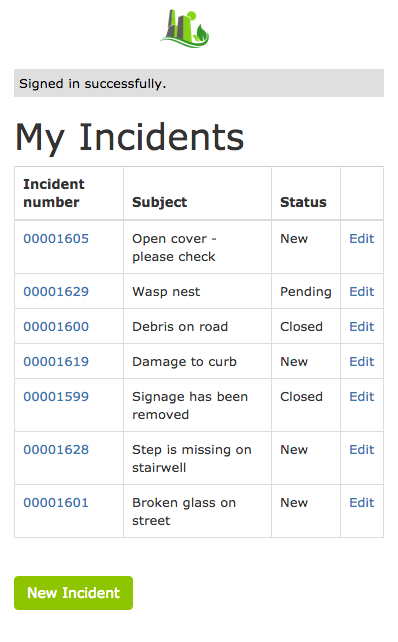 Signed in successfully.
My Incidents
Incident
number
Subject
Status
00001605
Open cover -
please check
New
Edit
00001629
Wasp nest
Pending
Edit
00001600
Debris on road
Closed
Edit
00001619
Damage to curb
New
Edit
00001599
Signage has been
removed
Closed
Edit
00001628
Step is missing on
stairwell
New
Edit
00001601
Broken glass on
street
New
Edit
New Incident